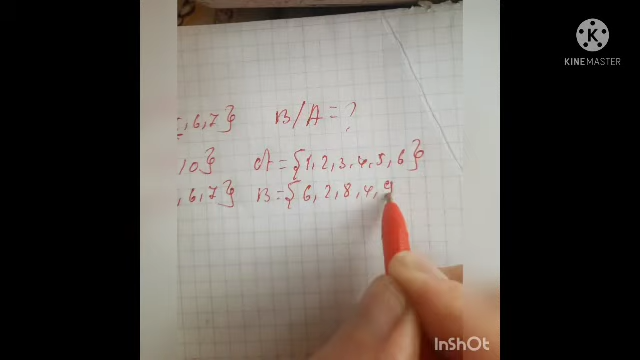 ,6,7} B/A=?
,10} A={1,2,3,4,5,6}
,6,7} B={6,2,8,4,9
KINEMASTER
InShOt